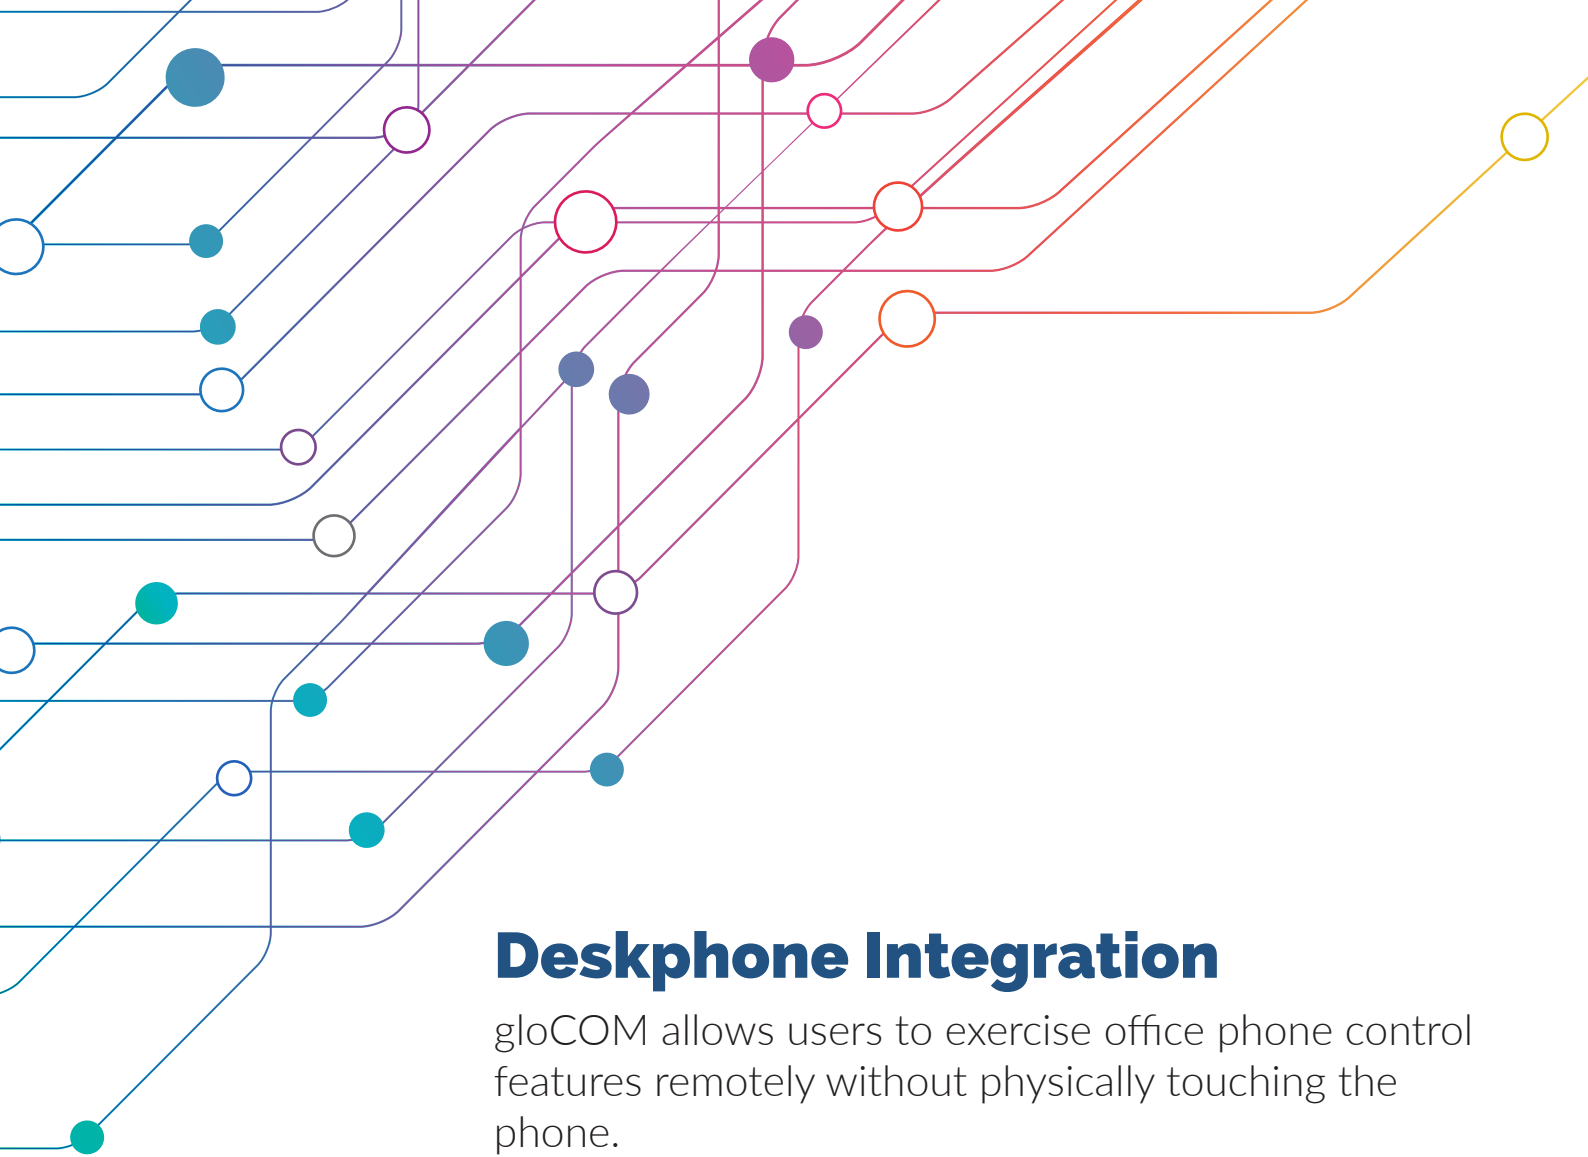 Deskphone Integration
gloCOM allows users to exercise office phone control
features remotely without physically touching the
phone.